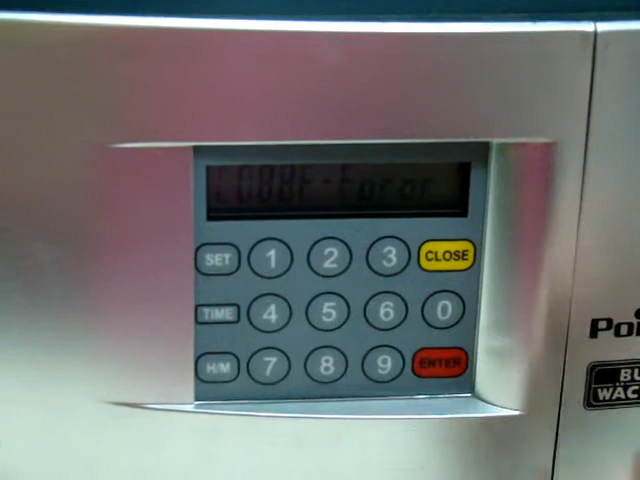 SET 1 2 3 CLOSE
TIME 4 5 6 0
H/M 7 8 9 ENTER
Poi
BU
WÄC